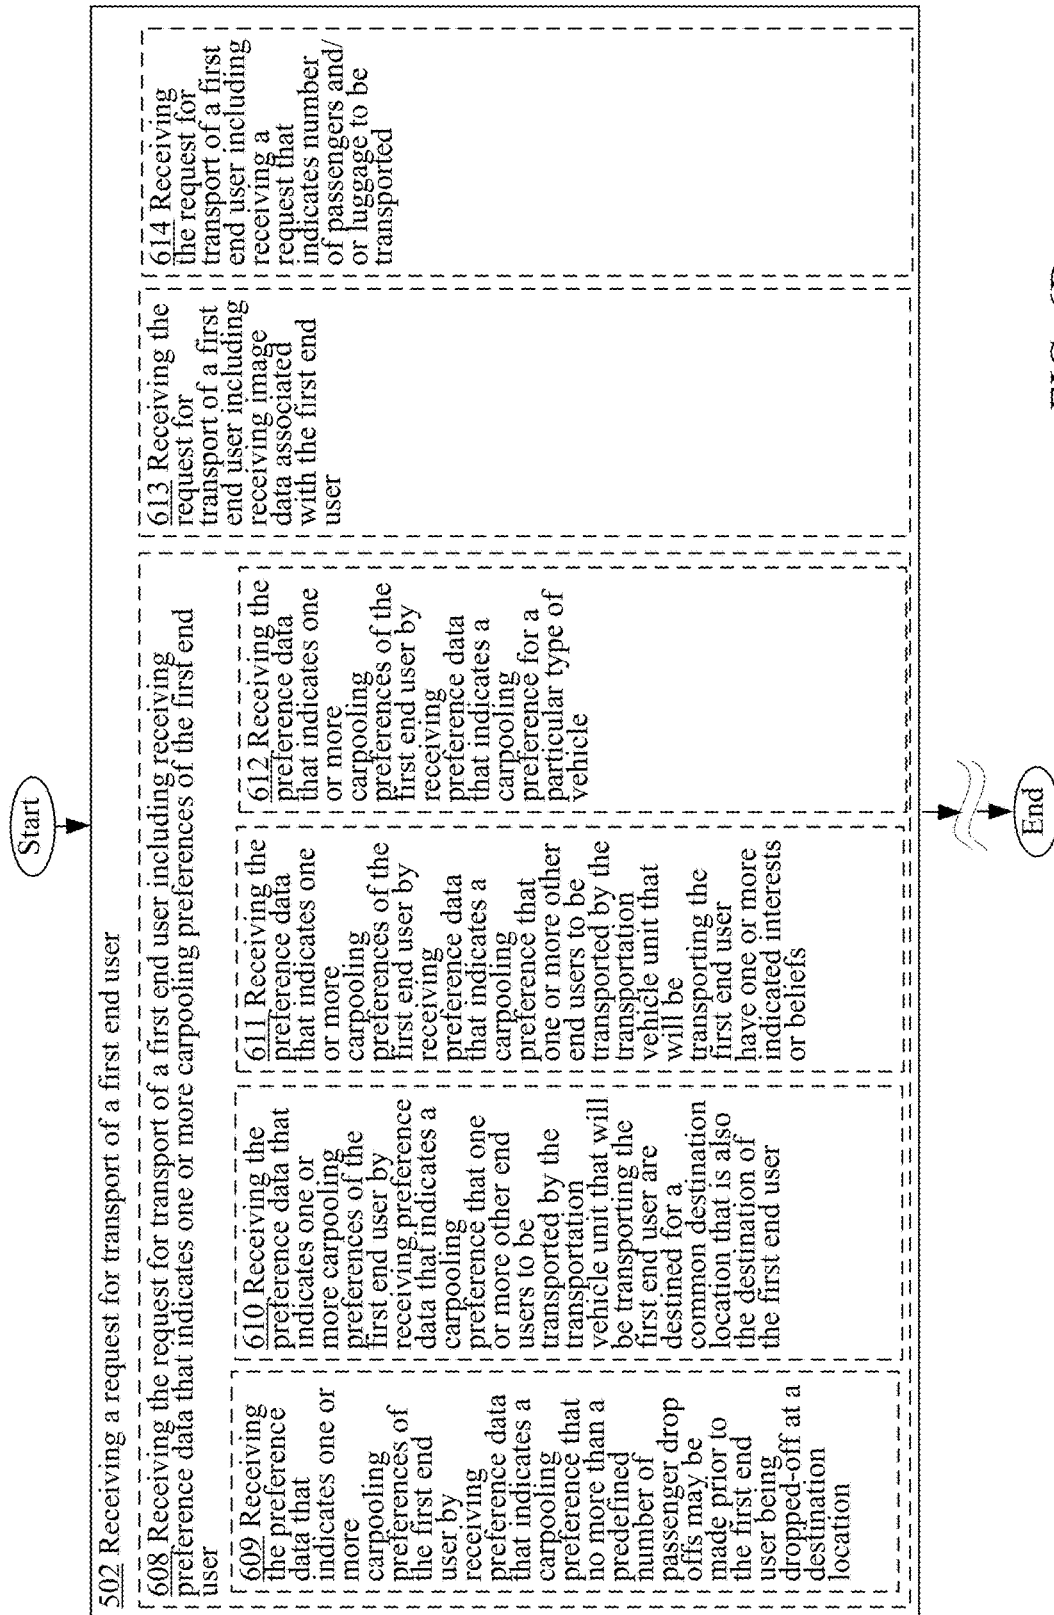 Start
502 Receiving a request for transport of a first end user
608 Receiving the request for transport of a first end user including receiving
preference data that indicates one or more carpooling preferences of the first end
user
609 Receiving
the preference
data that
indicates one or
more
carpooling
preferences of
the first end
user by
receiving
preference data
that indicates a
carpooling
preference that
no more than a
predefined
number of
passenger drop
offs may be
made prior to
the first end
user being
dropped-off at a
destination
location
610 Receiving the
preference data that
indicates one or
more carpooling
preferences of the
first end user by
receiving preference
data that indicates a
carpooling
preference that one
or more other end
users to be
transported by the
transportation
vehicle unit that will
be transporting the
first end user are
destined for a
common destination
location that is also
the destination of
the first end user
611 Receiving the
preference data
that indicates one
or more
carpooling
preferences of the
first end user by
receiving
preference data
that indicates a
carpooling
preference that
one or more other
end users to be
transported by the
transportation
vehicle unit that
will be
transporting the
first end user
have one or more
indicated interests
or beliefs
612 Receiving the
preference data
that indicates one
or more
carpooling
preferences of the
first end user by
receiving
preference data
that indicates a
carpooling
preference for a
particular type of
vehicle
613 Receiving the
request for
transport of a first
end user including
receiving image
data associated
with the first end
user
614 Receiving
the request for
transport of a first
end user including
receiving a
request that
indicates number
of passengers and/
or luggage to be
transported
End